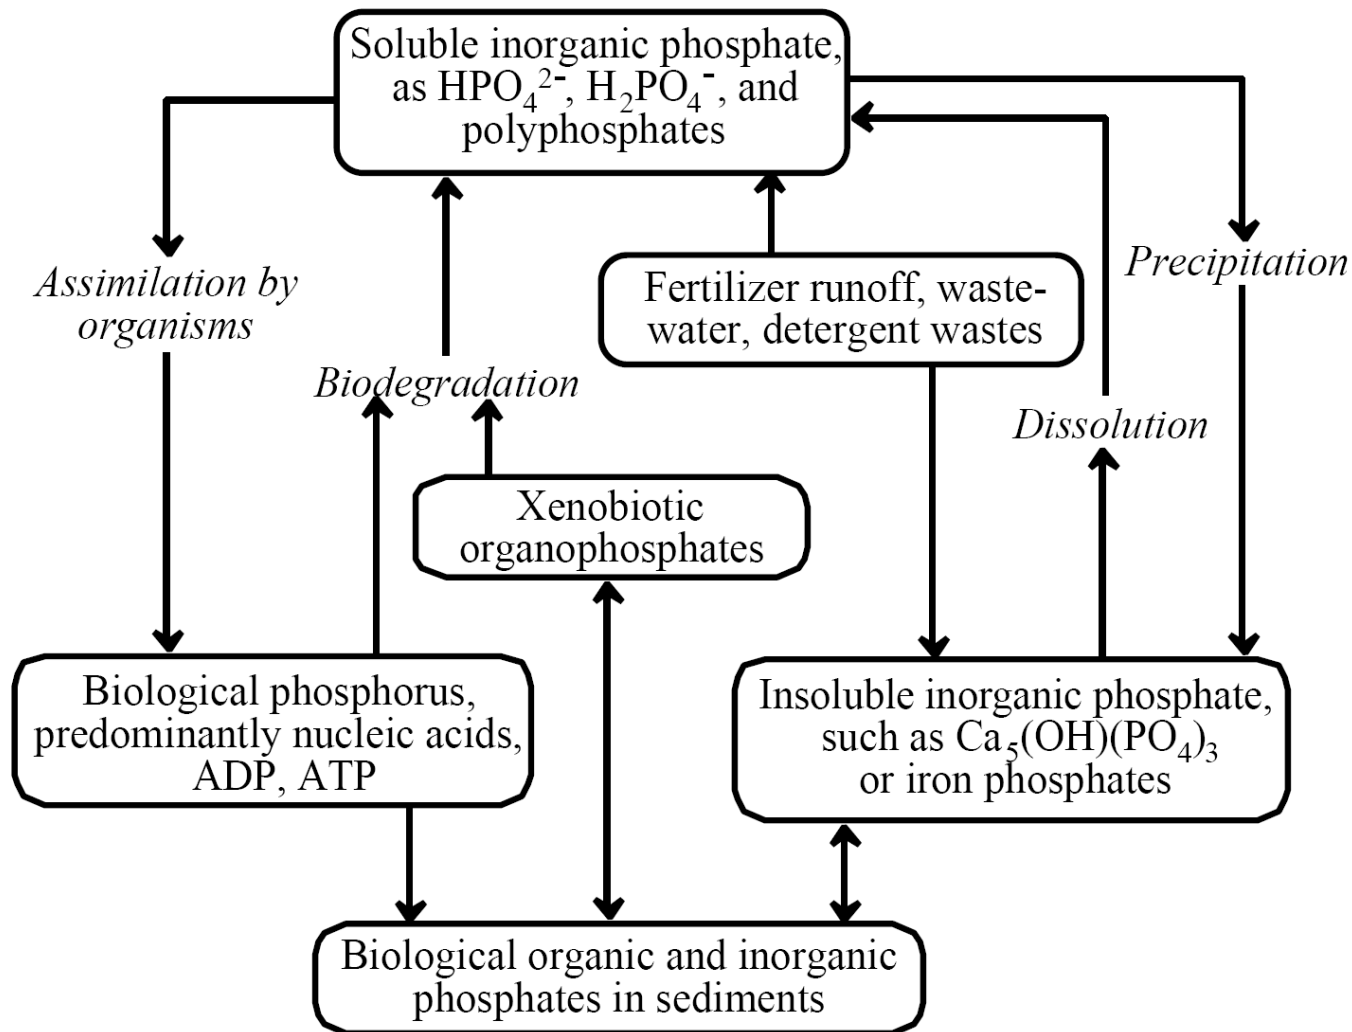 Soluble inorganic phosphate,
as HPO₄²⁻, H₂PO₄⁻, and
polyphosphates
Assimilation by
organisms
Fertilizer runoff, waste-
water, detergent wastes
Precipitation
Biodegradation
Dissolution
Xenobiotic
organophosphates
Biological phosphorus,
predominantly nucleic acids,
ADP, ATP
Insoluble inorganic phosphate,
such as Ca₅(OH)(PO₄)₃
or iron phosphates
Biological organic and inorganic
phosphates in sediments